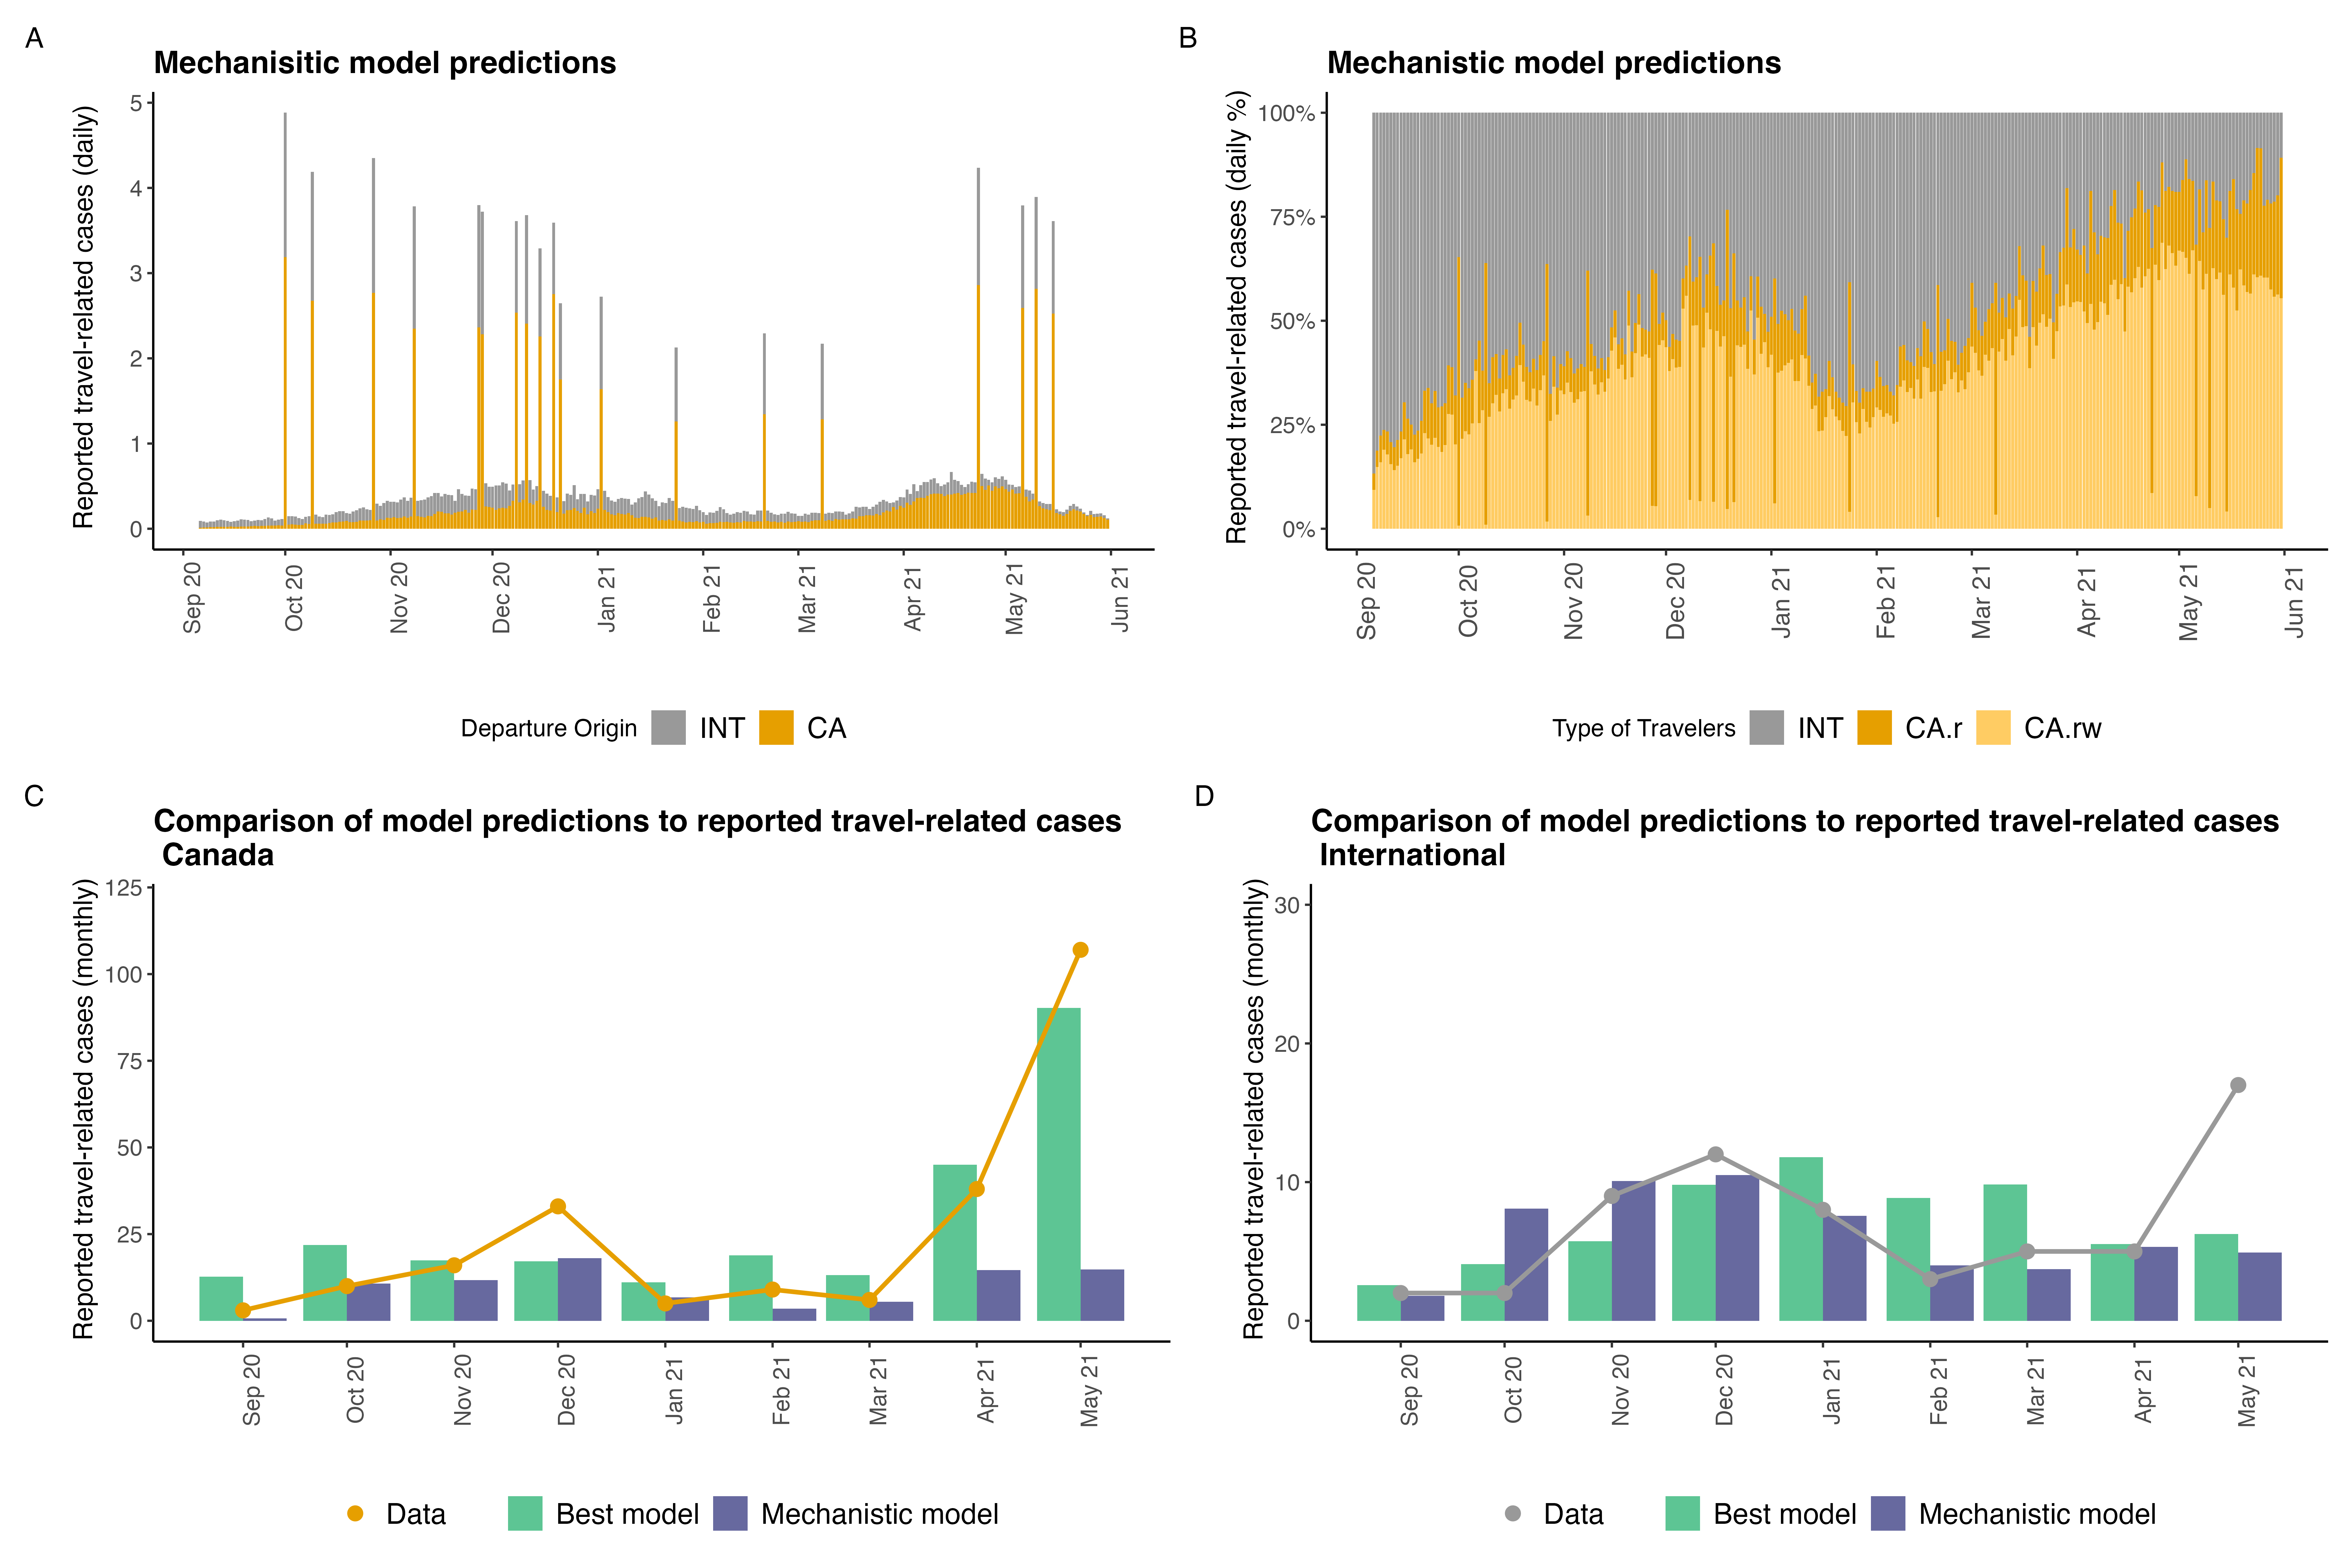 A
Mechanisitic model predictions
Reported travel-related cases (daily)
5
4
3
2
1
0
Sep 20
Oct 20
Nov 20
Dec 20
Jan 21
Feb 21
Mar 21
Apr 21
May 21
Jun 21
Departure Origin INT CA
B
Mechanistic model predictions
Reported travel-related cases (daily %)
100%
75%
50%
25%
0%
Sep 20
Oct 20
Nov 20
Dec 20
Jan 21
Feb 21
Mar 21
Apr 21
May 21
Jun 21
Type of Travelers INT CA.r CA.rw
C
Comparison of model predictions to reported travel-related cases
Canada
Reported travel-related cases (monthly)
125
100
75
50
25
0
Sep 20
Oct 20
Nov 20
Dec 20
Jan 21
Feb 21
Mar 21
Apr 21
May 21
Data Best model Mechanistic model
D
Comparison of model predictions to reported travel-related cases
International
Reported travel-related cases (monthly)
30
20
10
0
Sep 20
Oct 20
Nov 20
Dec 20
Jan 21
Feb 21
Mar 21
Apr 21
May 21
Data Best model Mechanistic model